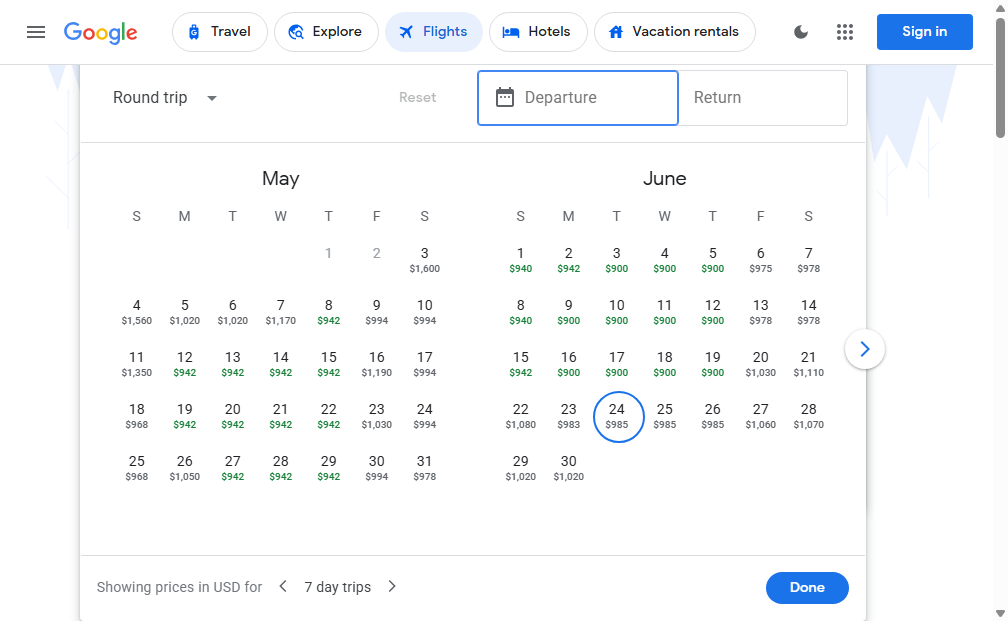 Google Travel Explore Flights Hotels Vacation rentals Sign in
Round trip Reset Departure Return
May
S M T W T F S
1 2 3
$1,600
4 5 6 7 8 9 10
$1,560 $1,020 $1,020 $1,170 $942 $994 $994
11 12 13 14 15 16 17
$1,350 $942 $942 $942 $942 $1,190 $994
18 19 20 21 22 23 24
$968 $942 $942 $942 $942 $1,030 $994
25 26 27 28 29 30 31
$968 $1,050 $942 $942 $942 $994 $978
June
S M T W T F S
1 2 3 4 5 6 7
$940 $942 $900 $900 $900 $975 $978
8 9 10 11 12 13 14
$940 $900 $900 $900 $900 $978 $978
15 16 17 18 19 20 21
$942 $900 $900 $900 $900 $1,030 $1,110
22 23 24 25 26 27 28
$1,080 $983 $985 $985 $985 $1,060 $1,070
29 30
$1,020 $1,020
Showing prices in USD for 7 day trips Done